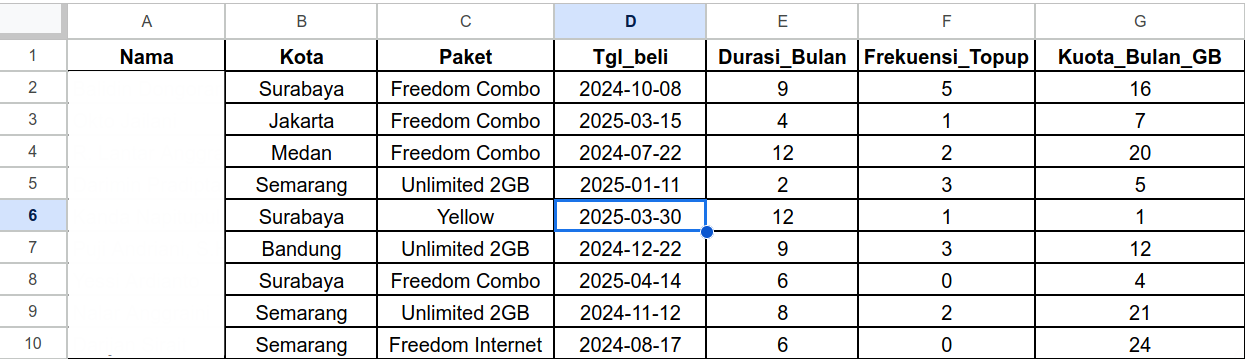 A B C D E F G
1 Nama Kota Paket Tgl_beli Durasi_Bulan Frekuensi_Topup Kuota_Bulan_GB
2 Surabaya Freedom Combo 2024-10-08 9 5 16
3 Jakarta Freedom Combo 2025-03-15 4 1 7
4 Medan Freedom Combo 2024-07-22 12 2 20
5 Semarang Unlimited 2GB 2025-01-11 2 3 5
6 Surabaya Yellow 2025-03-30 12 1 1
7 Bandung Unlimited 2GB 2024-12-22 9 3 12
8 Surabaya Freedom Combo 2025-04-14 6 0 4
9 Semarang Unlimited 2GB 2024-11-12 8 2 21
10 Semarang Freedom Internet 2024-08-17 6 0 24